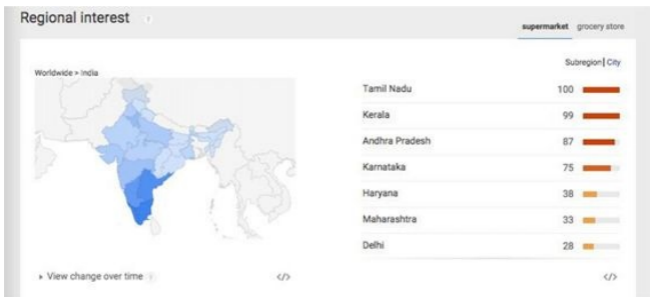 Regional interest
supermarket grocery store
Subregion | City
Worldwide > India
Tamil Nadu 100
Kerala 99
Andhra Pradesh 87
Karnataka 75
Haryana 38
Maharashtra 33
Delhi 28
View change over time
</>
</>